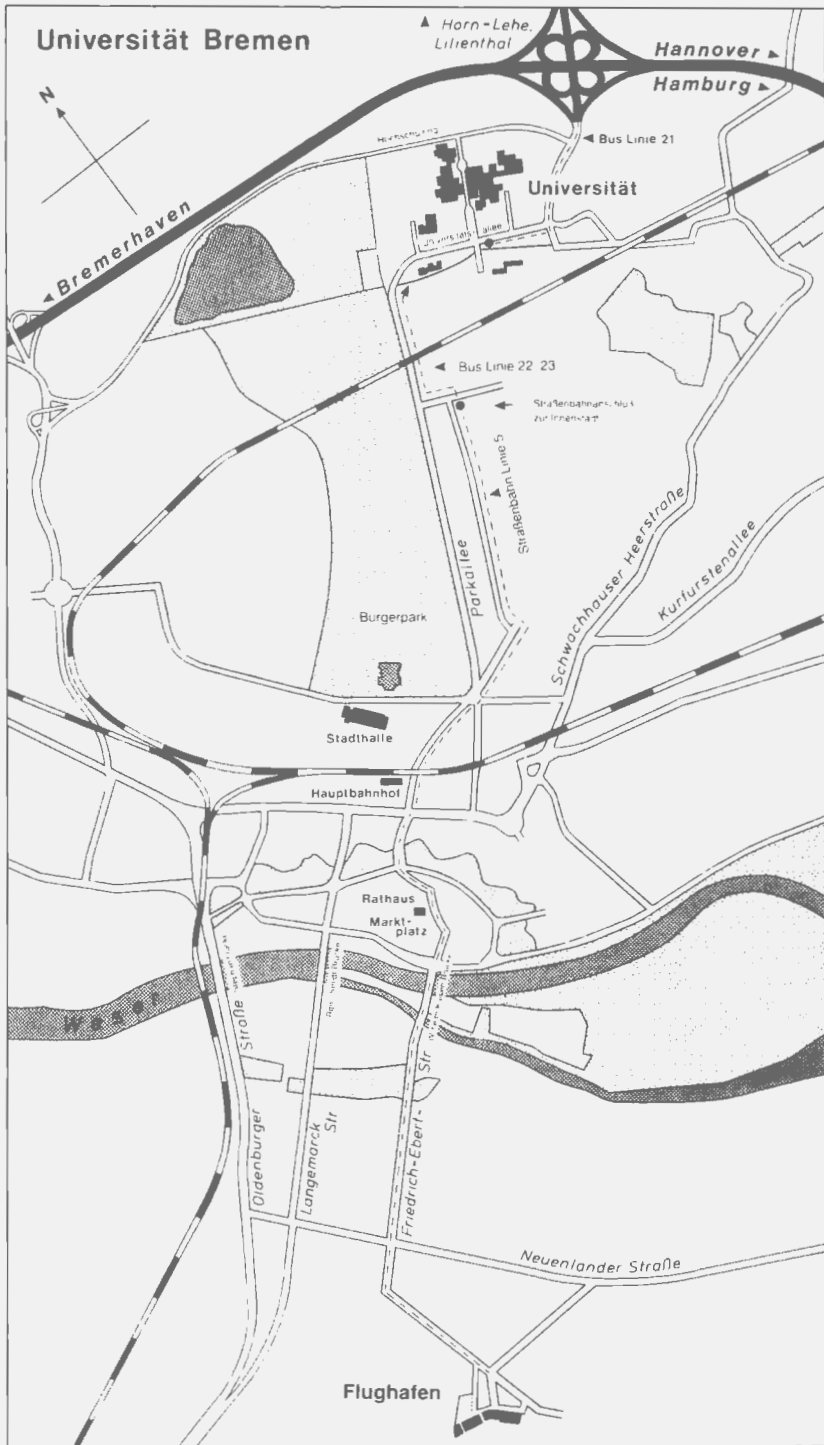 Universität Bremen
Horn-Lehe,
Lilienthal
Hannover
Hamburg
N
Bus Linie 21
Universität
Bremerhaven
Bus Linie 22 23
Straßenbahn Linie 5
zur Innenstadt
Parkallee
Schwachhauser Heerstraße
Kurfurstenallee
Burgerpark
Stadthalle
Hauptbahnhof
Rathaus
Markt-
platz
Weser
Oldenburger Straße
Langemarck
Str
Friedrich-Ebert-Str
Neuenlander Straße
Flughafen